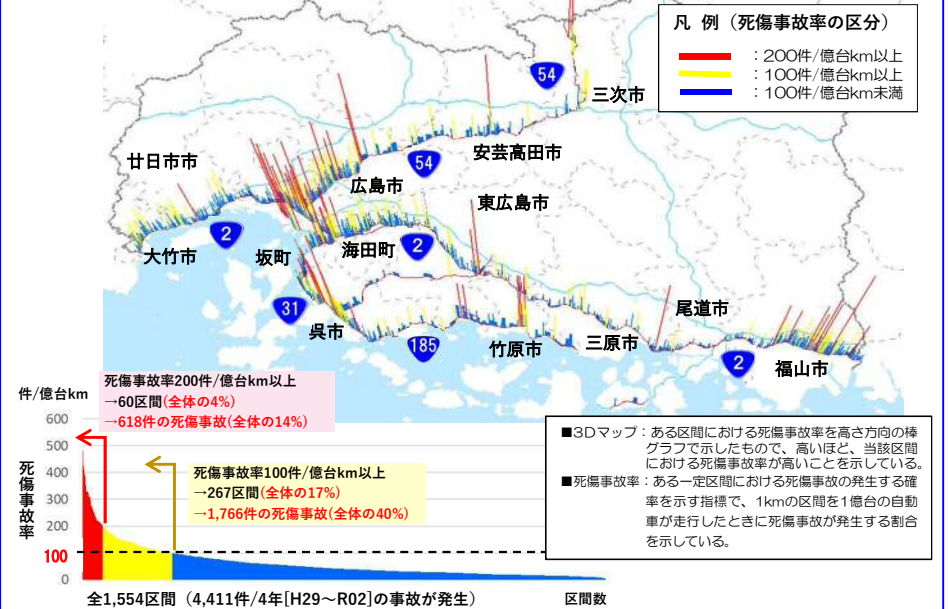 凡 例（死傷事故率の区分）
：200件/億台km以上
：100件/億台km以上
：100件/億台km未満
54
三次市
安芸高田市
54
廿日市市
広島市
東広島市
2
大竹市
坂町
海田町
2
31
呉市
185
竹原市
三原市
尾道市
2
福山市
件/億台km
死傷事故率200件/億台km以上
→60区間(全体の4%)
→618件の死傷事故(全体の14%)
死傷事故率100件/億台km以上
→267区間(全体の17%)
→1,766件の死傷事故(全体の40%)
死傷事故率
600
500
400
300
200
100
0
全1,554区間（4,411件/4年[H29～R02]の事故が発生）
区間数
■3Dマップ：ある区間における死傷事故率を高さ方向の棒
グラフで示したもので、高いほど、当該区間
における死傷事故率が高いことを示している。
■死傷事故率：ある一定区間における死傷事故の発生する確
率を示す指標で、1kmの区間を1億台の自動
車が走行したときに死傷事故が発生する割合
を示している。